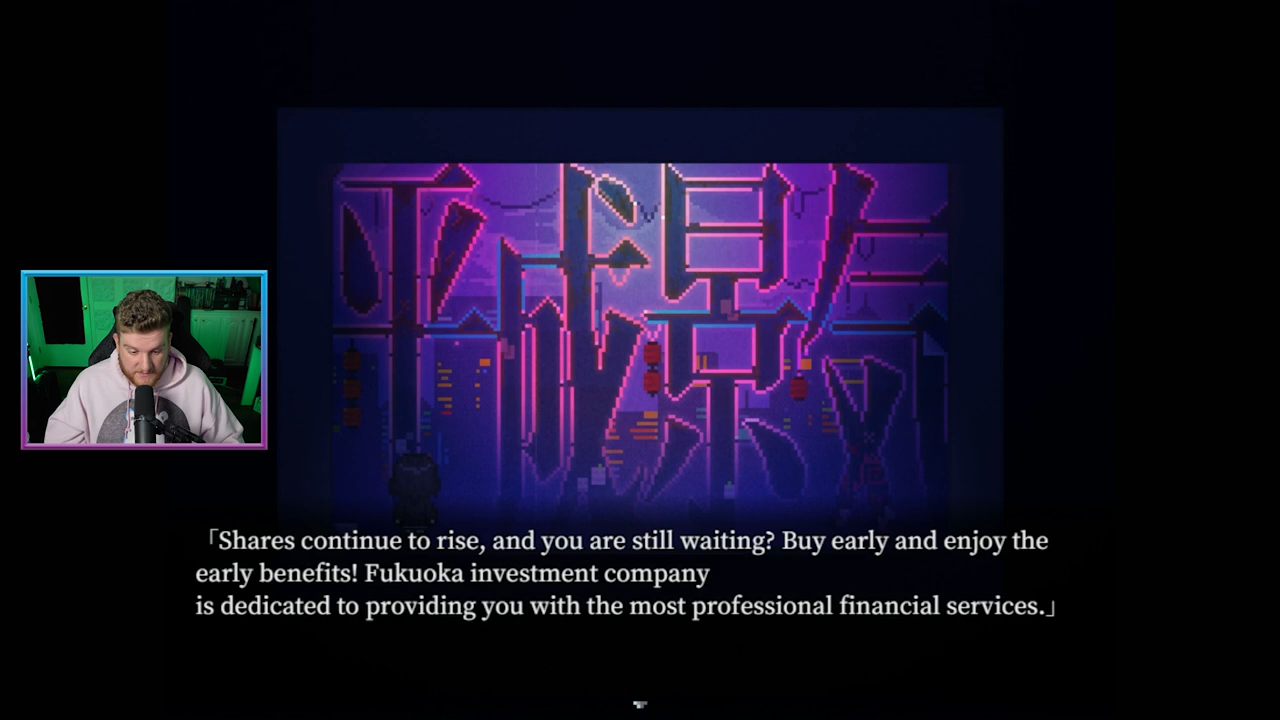 「Shares continue to rise, and you are still waiting? Buy early and enjoy the
early benefits! Fukuoka investment company
is dedicated to providing you with the most professional financial services.」